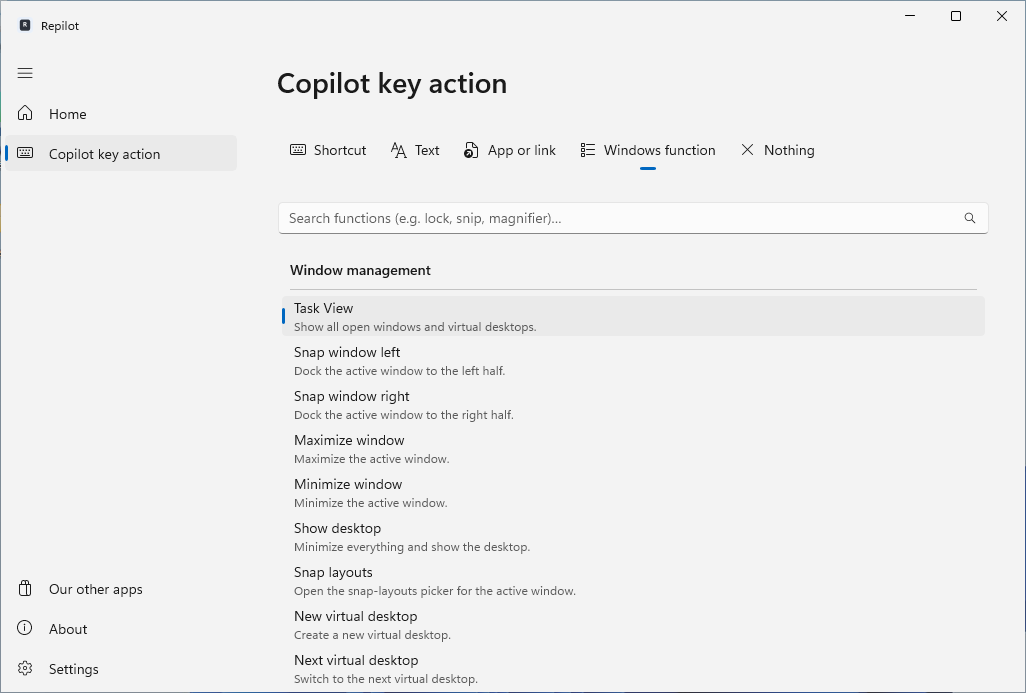 Repilot
Home
Copilot key action
Our other apps
About
Settings
Copilot key action
Shortcut
Text
App or link
Windows function
Nothing
Search functions (e.g. lock, snip, magnifier)...
Window management
Task View
Show all open windows and virtual desktops.
Snap window left
Dock the active window to the left half.
Snap window right
Dock the active window to the right half.
Maximize window
Maximize the active window.
Minimize window
Minimize the active window.
Show desktop
Minimize everything and show the desktop.
Snap layouts
Open the snap-layouts picker for the active window.
New virtual desktop
Create a new virtual desktop.
Next virtual desktop
Switch to the next virtual desktop.